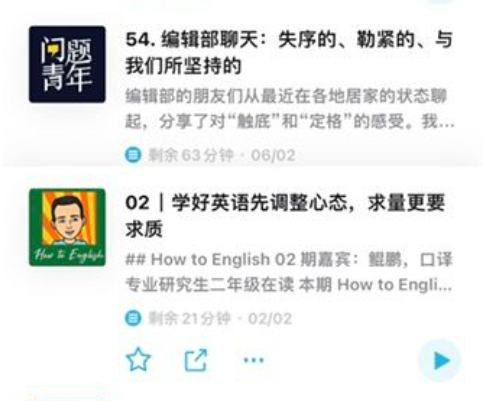 问题
青年
54. 编辑部聊天：失序的、勒紧的、与
我们所坚持的
编辑部的朋友们从最近在各地居家的状态聊
起，分享了对“触底”和“定格”的感受。我...
剩余63分钟 · 06/02
How to English
02｜学好英语先调整心态，求量更要
求质
## How to English 02 期嘉宾：鲲鹏，口译
专业研究生二年级在读 本期 How to Engli...
剩余21分钟 · 02/02